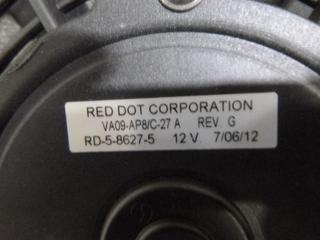 RED DOT CORPORATION
VA09-AP8/C-27 A REV. G
RD-5-8627-5 12 V. 7/06/12